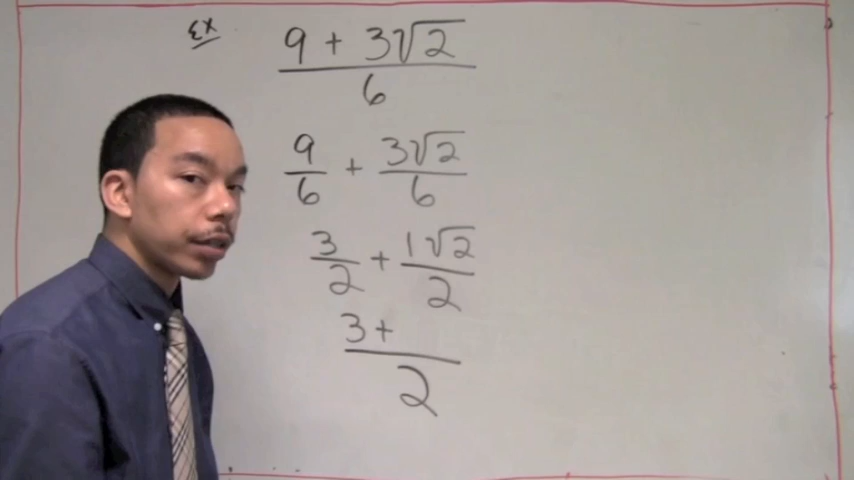 Ex
9 + 3√2
6
9/6 + 3√2/6
3/2 + 1√2/2
3 +
2